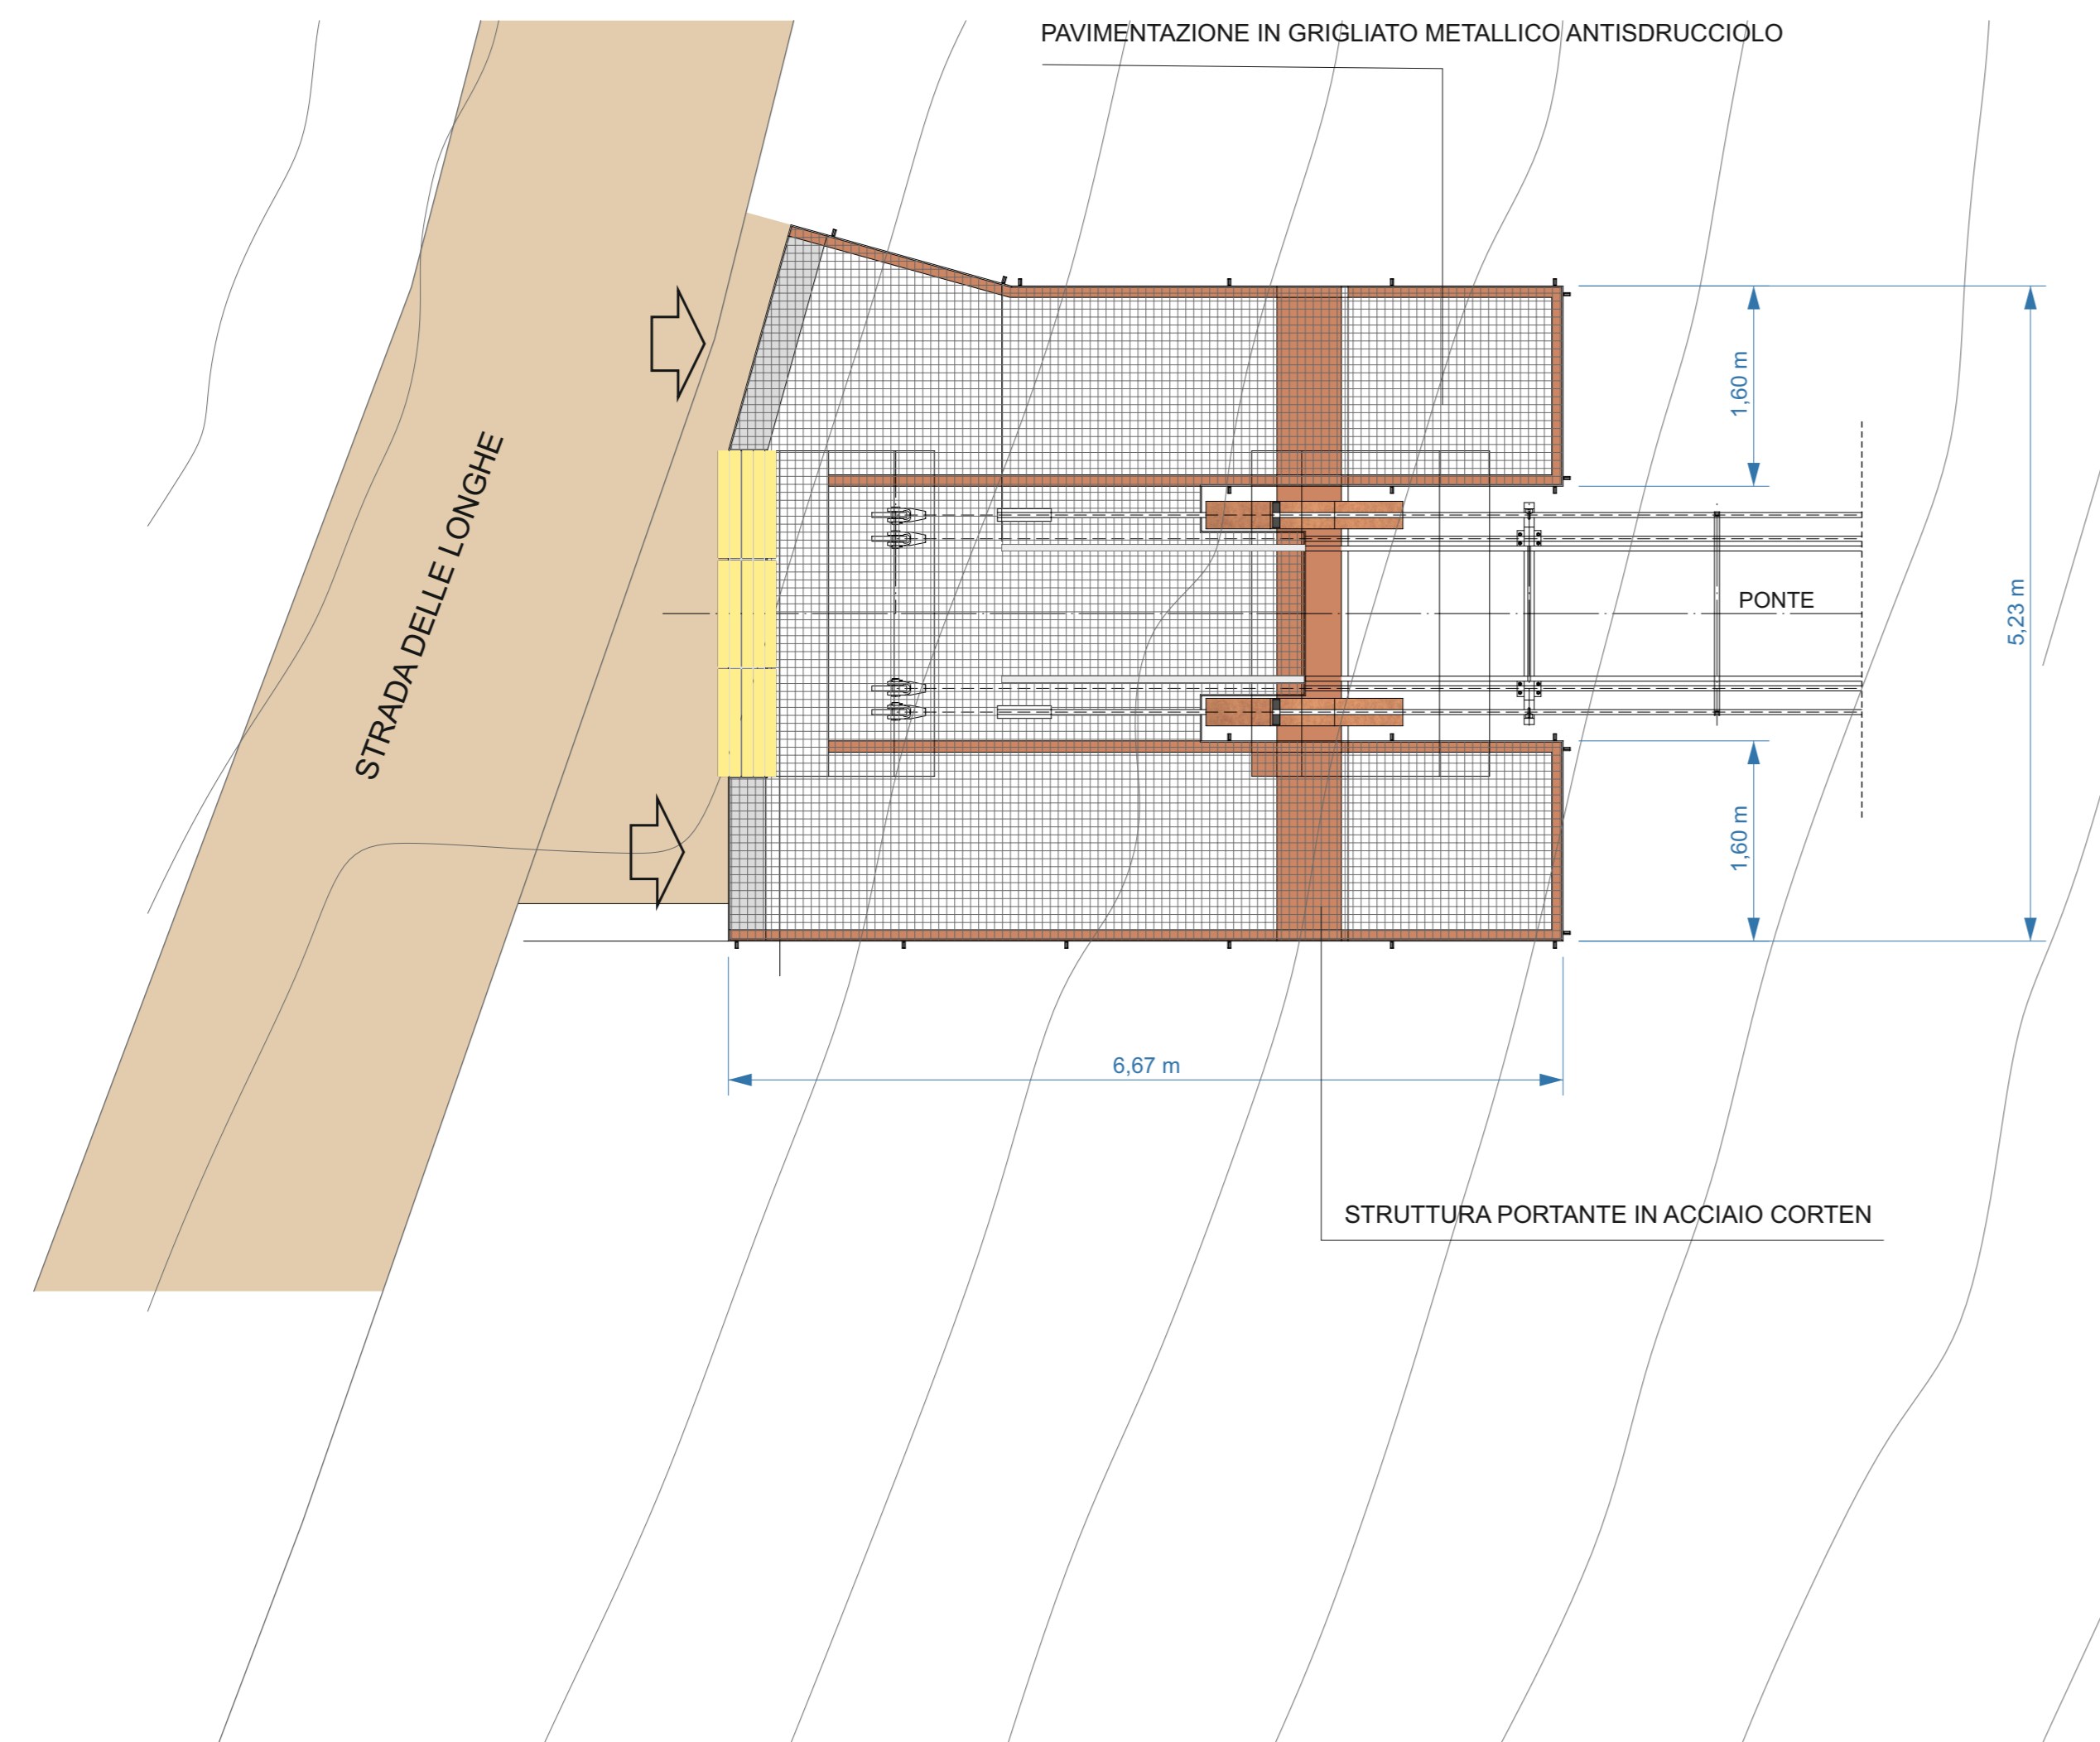 PAVIMENTAZIONE IN GRIGLIATO METALLICO ANTISDRUCCIOLO
1,60 m
STRADA DELLE LONGHE
PONTE
5,23 m
1,60 m
6,67 m
STRUTTURA PORTANTE IN ACCIAIO CORTEN